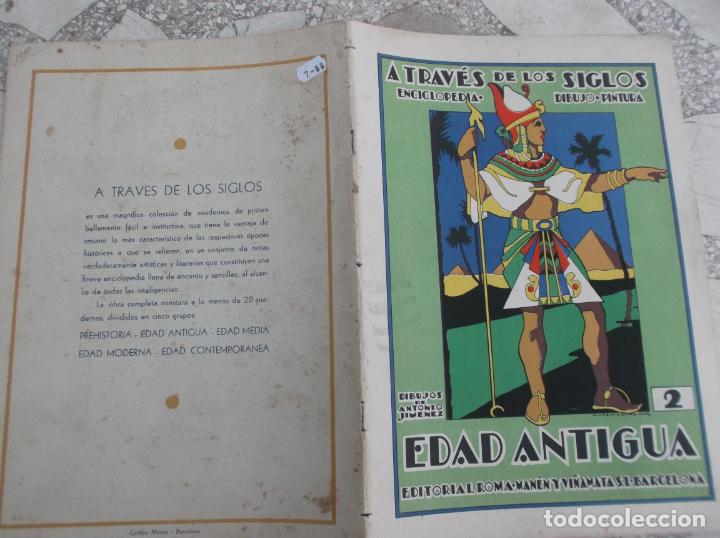 7-00
A TRAVES DE LOS SIGLOS
es una magnífica colección de cuadernos de pintura
bellamente fácil e instructiva, que tiene la ventaja de
resumir lo más característico de las respectivas épocas
históricas a que se refieren, en un conjunto de notas
verdaderamente artísticas y literarias que constituyen una
breve enciclopedia llena de encanto y sencillez, al alcan-
ce de todas las inteligencias:
La obra completa constará a lo menos de 20 cua-
dernos, divididos en cinco grupos:
PREHISTORIA - EDAD ANTIGUA - EDAD MEDIA
EDAD MODERNA - EDAD CONTEMPORANEA
Gráfica Manén - Barcelona
A TRAVÉS DE LOS SIGLOS
ENCICLOPEDIA · DIBUJO · PINTURA
DIBUJOS
DE
ANTONIO
JIMENEZ
2
EDAD ANTIGUA
EDITORIAL ROMA·MANÉN Y VIÑAMATA S.L·BARCELONA
todocoleccion